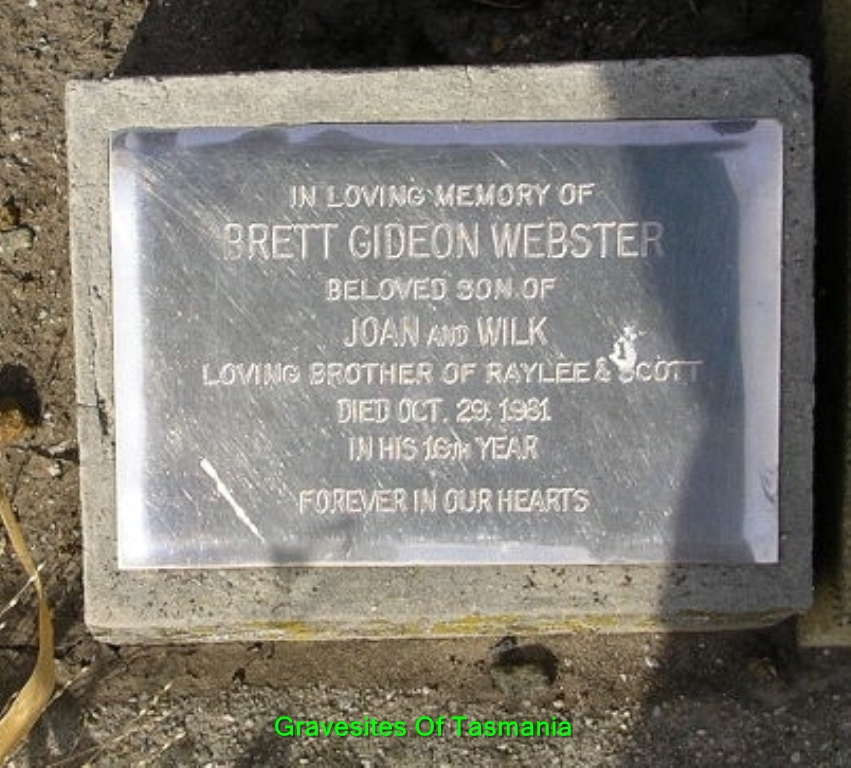 IN LOVING MEMORY OF
BRETT GIDEON WEBSTER
BELOVED SON OF
JOAN AND WILK
LOVING BROTHER OF RAYLEE & SCOTT
DIED OCT. 29. 1981
IN HIS 16TH YEAR
FOREVER IN OUR HEARTS
Gravesites Of Tasmania